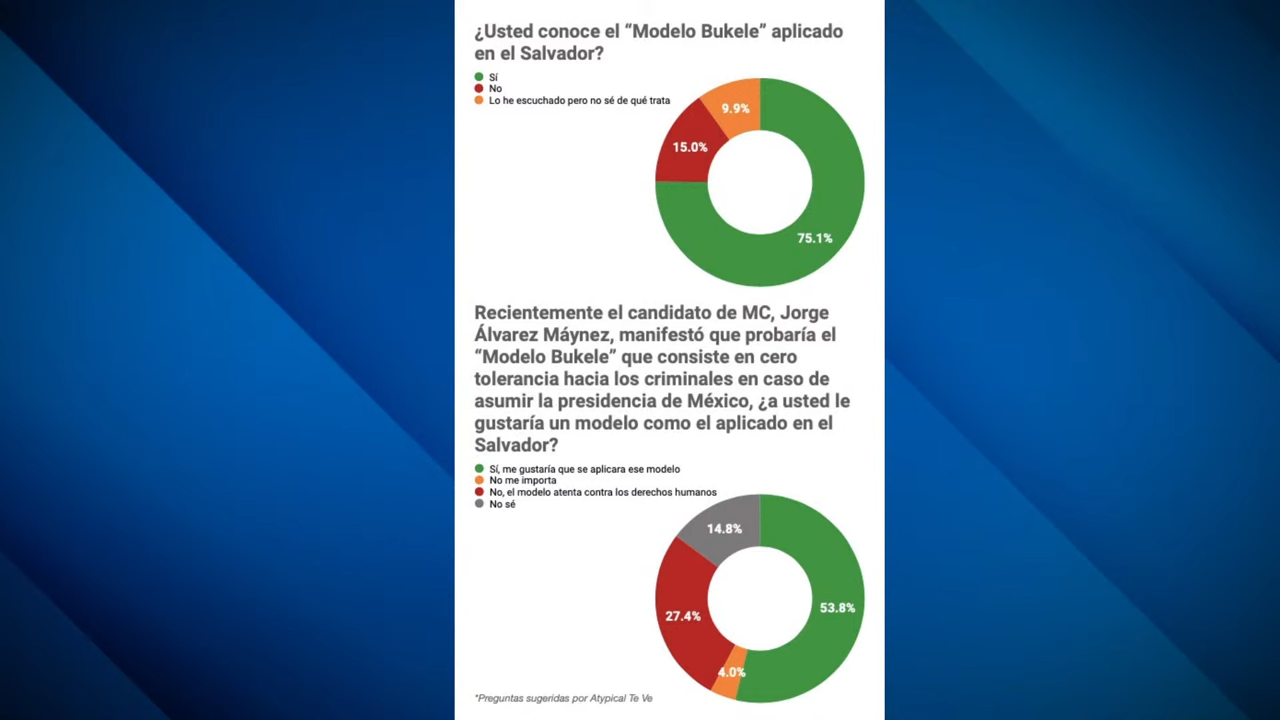 ¿Usted conoce el “Modelo Bukele” aplicado
en el Salvador?
Sí
No
Lo he escuchado pero no sé de qué trata
9.9%
15.0%
75.1%
Recientemente el candidato de MC, Jorge
Álvarez Máynez, manifestó que probaría el
“Modelo Bukele” que consiste en cero
tolerancia hacia los criminales en caso de
asumir la presidencia de México, ¿a usted le
gustaría un modelo como el aplicado en el
Salvador?
Sí, me gustaría que se aplicara ese modelo
No me importa
No, el modelo atenta contra los derechos humanos
No sé
14.8%
53.8%
27.4%
4.0%
*Preguntas sugeridas por Atypical Te Ve